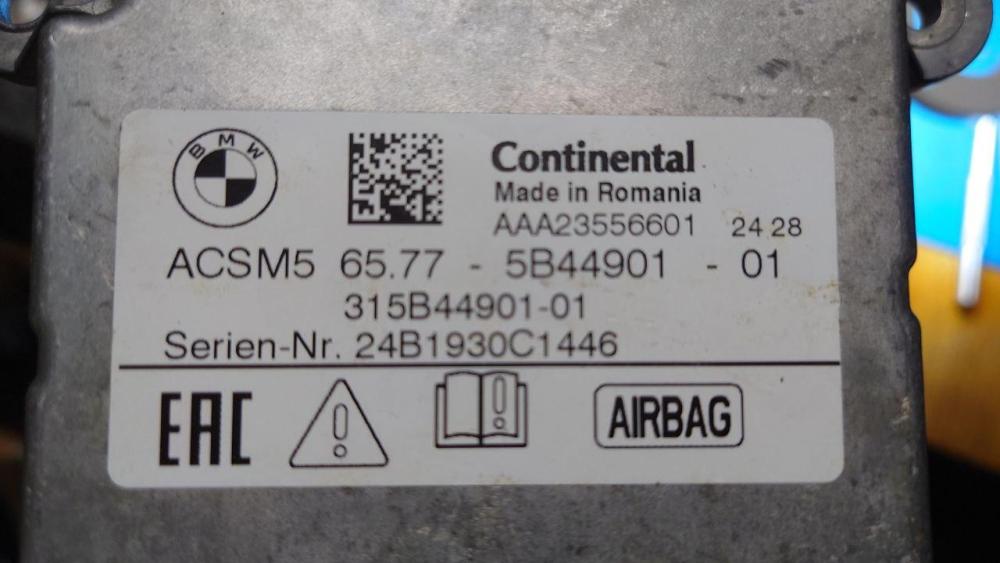 BMW
Continental
Made in Romania
AAA23556601 24 28
ACSM5 65.77 - 5B44901 - 01
315B44901-01
Serien-Nr. 24B1930C1446
EAC
AIRBAG